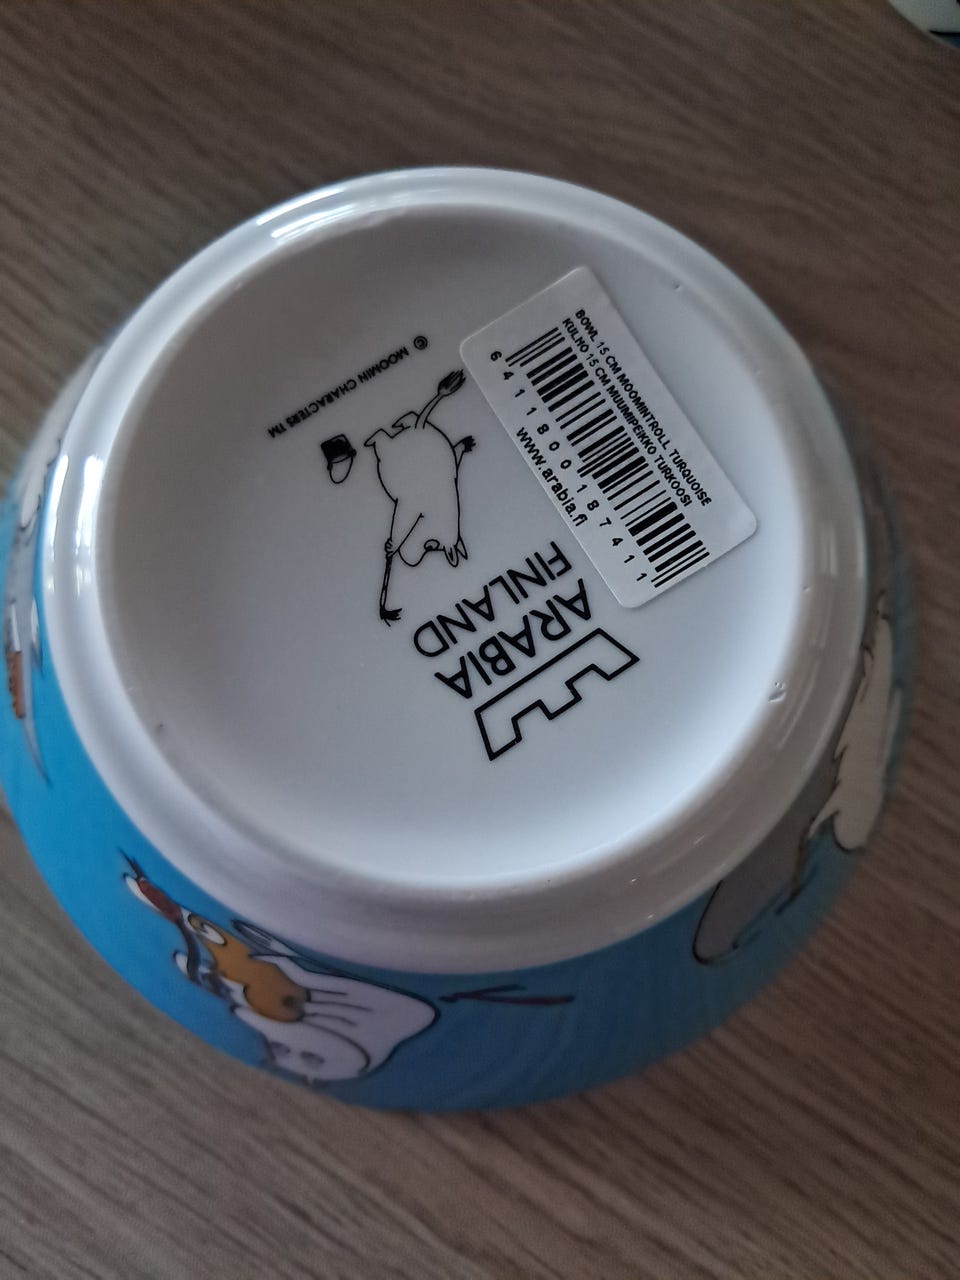 BOWL 15 CM MOOMINTROLL TURQUOISE
KULHO 15 CM MUUMIPEIKKO TURKOOSI
6 411800 187411
www.arabia.fi
ARABIA
FINLAND
© MOOMIN CHARACTERS TM